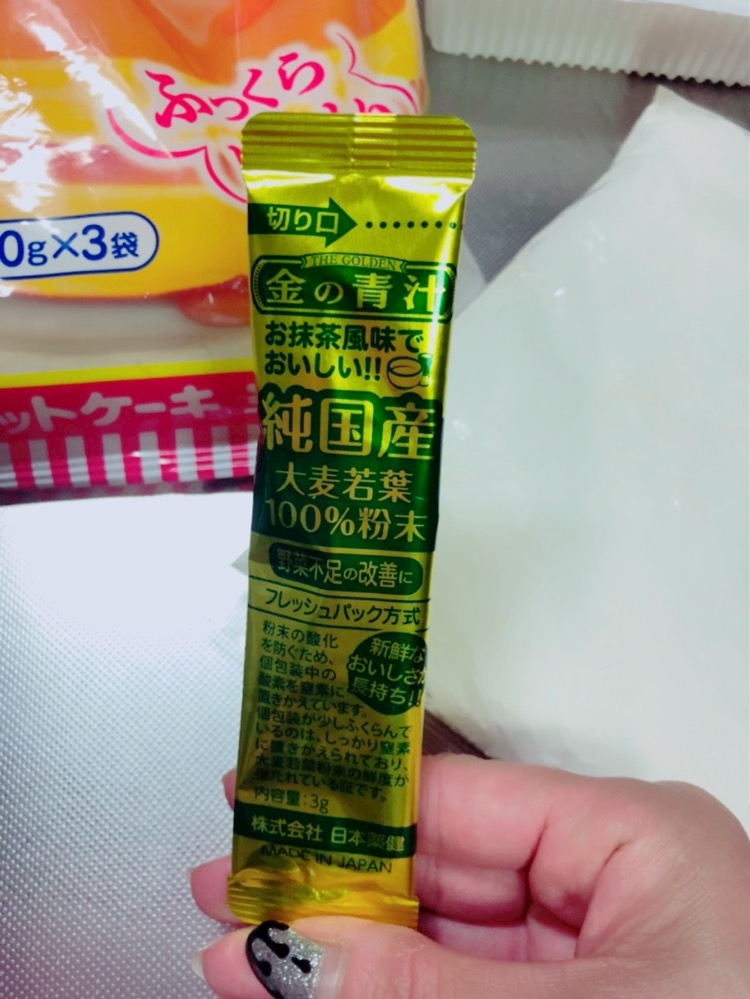 ふっくら
0g×3袋
ットケーキ
切り口
THE GOLDEN
金の青汁
お抹茶風味で
おいしい!!
純国産
大麦若葉
100%粉末
野菜不足の改善に
フレッシュパック方式
粉末の酸化
を防ぐため、
個包装中の
酸素を窒素に
置きかえています。
個包装が少しふくらんで
いるのは、しっかり窒素
に置きかえられており、
大麦若葉粉末の鮮度が
保たれている証です。
新鮮な
おいしさが
長持ち!!
内容量:3g
株式会社 日本薬健
MADE IN JAPAN